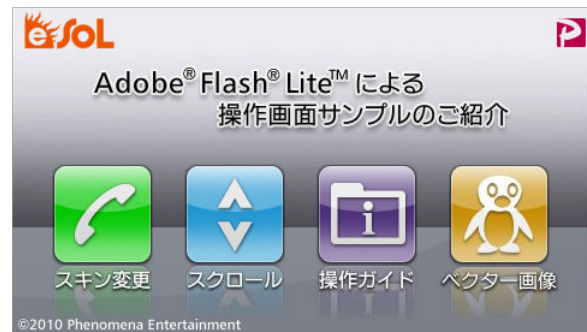 eSOL
P
Adobe® Flash® Lite™ による
操作画面サンプルのご紹介
i
スキン変更 スクロール 操作ガイド ベクター画像
©2010 Phenomena Entertainment